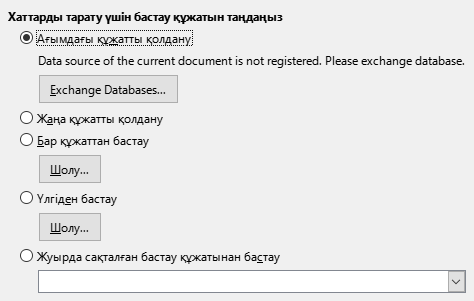 Хаттарды тарату үшін бастау құжатын таңдаңыз
Ағымдағы құжатты қолдану
Data source of the current document is not registered. Please exchange database.
Exchange Databases...
Жаңа құжатты қолдану
Бар құжаттан бастау
Шолу...
Үлгіден бастау
Шолу...
Жуырда сақталған бастау құжатынан бастау